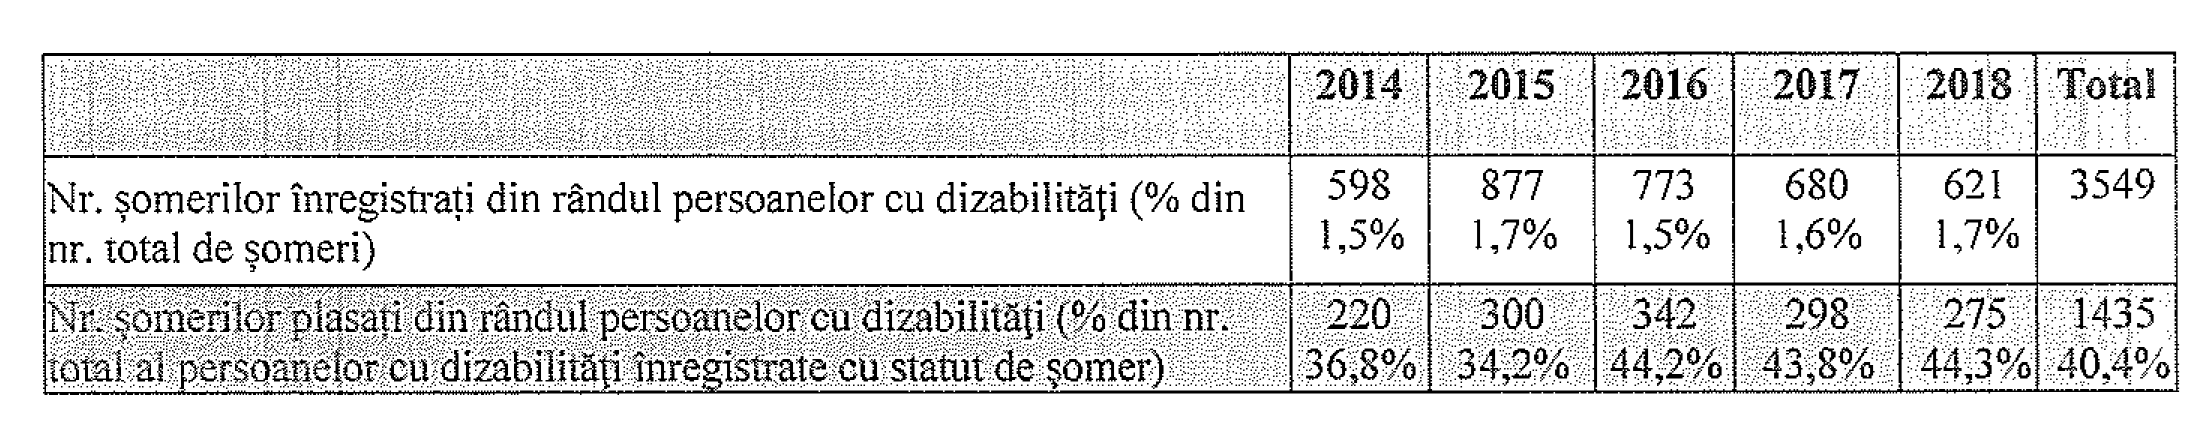 2014 2015 2016 2017 2018 Total
Nr. șomerilor înregistrați din rândul persoanelor cu dizabilităţi (% din 598 877 773 680 621 3549
nr. total de șomeri) 1,5% 1,7% 1,5% 1,6% 1,7%
Nr. șomerilor plasați din rândul persoanelor cu dizabilităţi (% din nr. 220 300 342 298 275 1435
total al persoanelor cu dizabilităţi înregistrate cu statut de șomer) 36,8% 34,2% 44,2% 43,8% 44,3% 40,4%